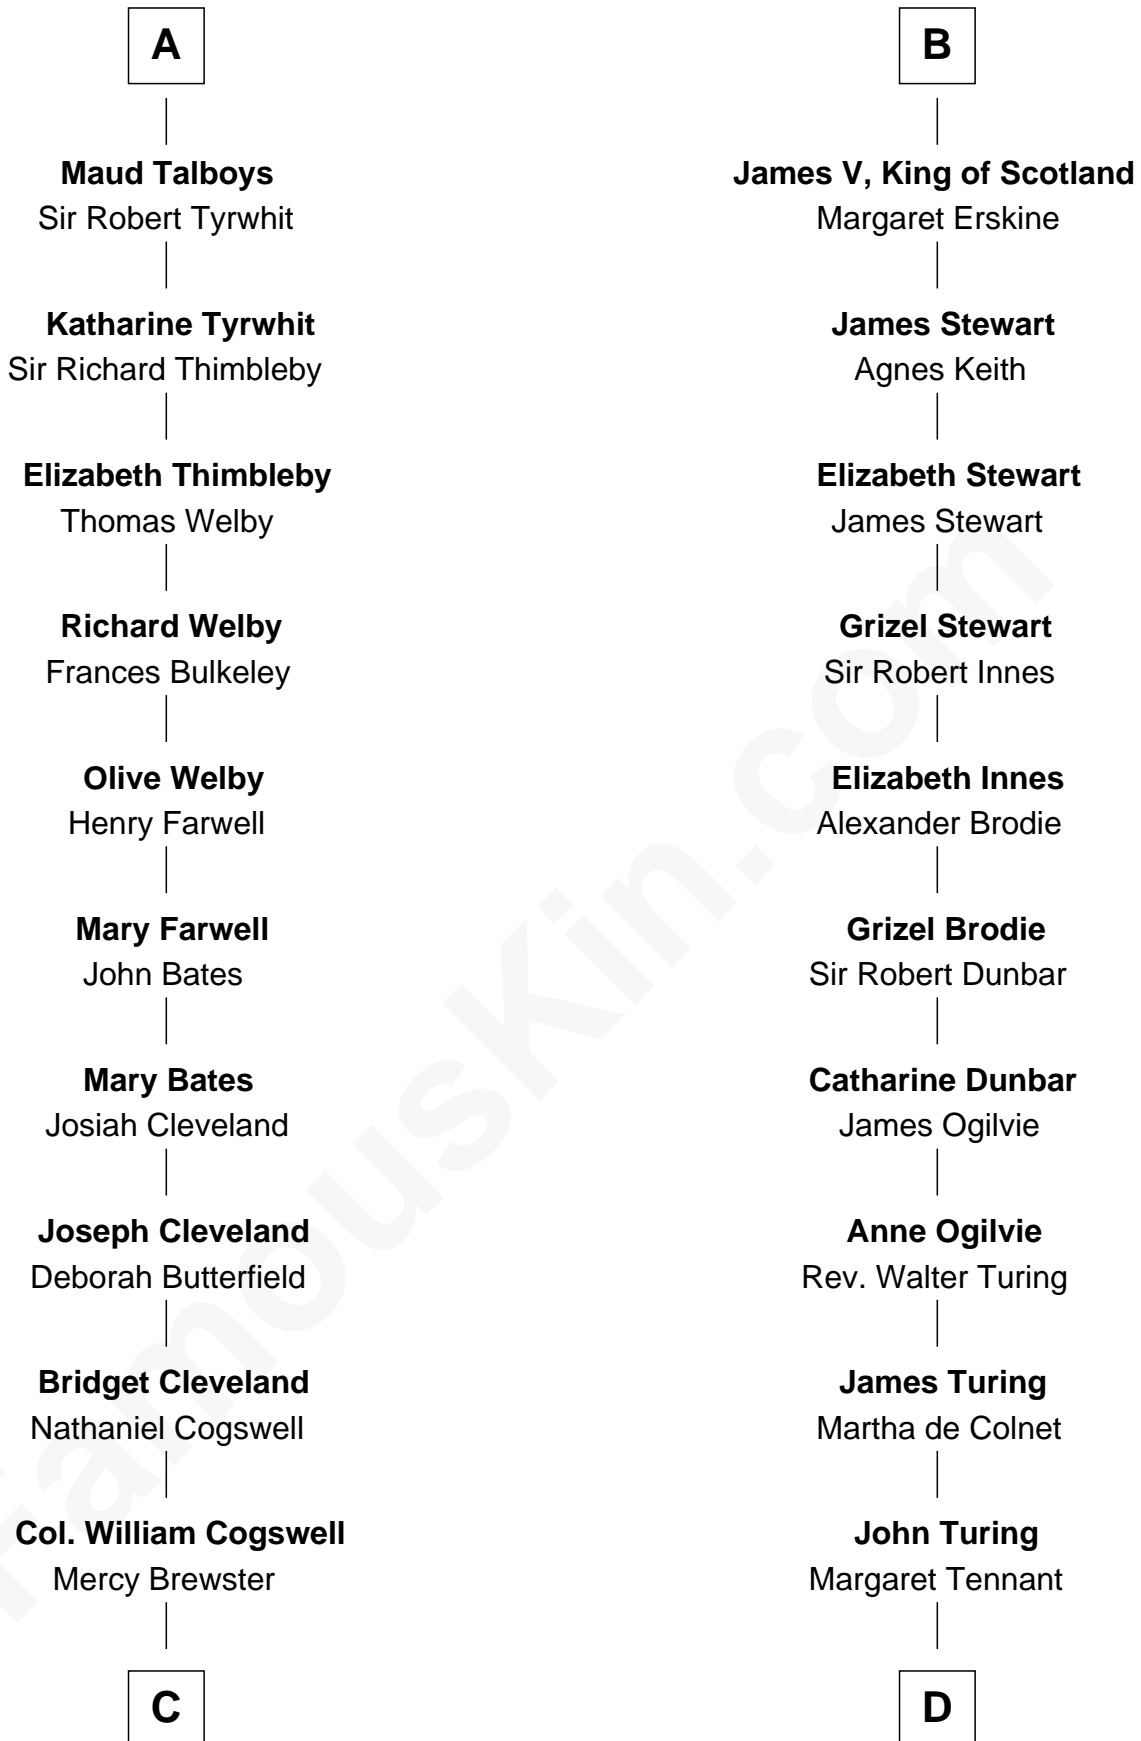 A
Maud Talboys
Sir Robert Tyrwhit
Katharine Tyrwhit
Sir Richard Thimbleby
Elizabeth Thimbleby
Thomas Welby
Richard Welby
Frances Bulkeley
Olive Welby
Henry Farwell
Mary Farwell
John Bates
Mary Bates
Josiah Cleveland
Joseph Cleveland
Deborah Butterfield
Bridget Cleveland
Nathaniel Cogswell
Col. William Cogswell
Mercy Brewster
C
B
James V, King of Scotland
Margaret Erskine
James Stewart
Agnes Keith
Elizabeth Stewart
James Stewart
Grizel Stewart
Sir Robert Innes
Elizabeth Innes
Alexander Brodie
Grizel Brodie
Sir Robert Dunbar
Catharine Dunbar
James Ogilvie
Anne Ogilvie
Rev. Walter Turing
James Turing
Martha de Colnet
John Turing
Margaret Tennant
D
FamousKin.com